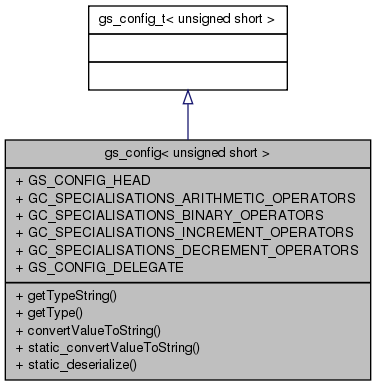 gs_config_t< unsigned short >
gs_config< unsigned short >
+ GS_CONFIG_HEAD
+ GC_SPECIALISATIONS_ARITHMETIC_OPERATORS
+ GC_SPECIALISATIONS_BINARY_OPERATORS
+ GC_SPECIALISATIONS_INCREMENT_OPERATORS
+ GC_SPECIALISATIONS_DECREMENT_OPERATORS
+ GS_CONFIG_DELEGATE
+ getTypeString()
+ getType()
+ convertValueToString()
+ static_convertValueToString()
+ static_deserialize()